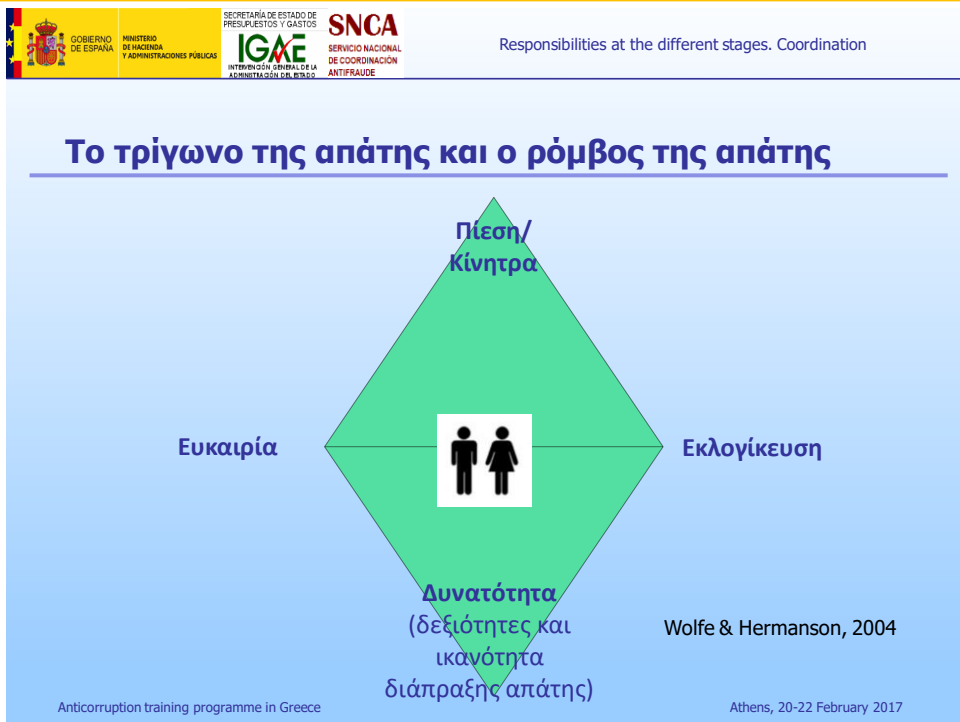 GOBIERNO
DE ESPAÑA
MINISTERIO
DE HACIENDA
Y ADMINISTRACIONES PÚBLICAS
SECRETARÍA DE ESTADO DE
PRESUPUESTOS Y GASTOS
IGAE
INTERVENCIÓN GENERAL DE LA
ADMINISTRACIÓN DEL ESTADO
SNCA
SERVICIO NACIONAL
DE COORDINACIÓN
ANTIFRAUDE
Responsibilities at the different stages. Coordination
Το τρίγωνο της απάτης και ο ρόμβος της απάτης
Πίεση/
Κίνητρα
Ευκαιρία
Εκλογίκευση
Δυνατότητα
(δεξιότητες και
ικανότητα
διάπραξης απάτης)
Wolfe & Hermanson, 2004
Anticorruption training programme in Greece
Athens, 20-22 February 2017